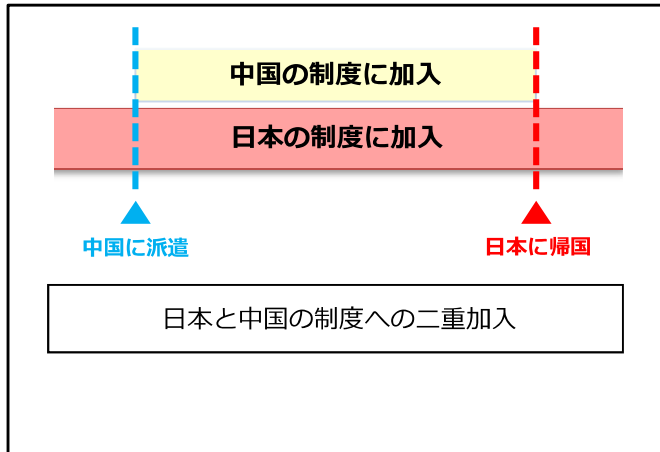 中国の制度に加入
日本の制度に加入
中国に派遣
日本に帰国
日本と中国の制度への二重加入